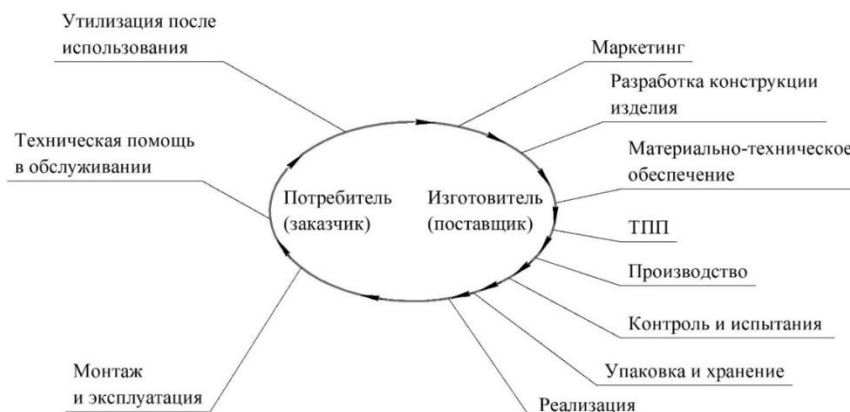 Утилизация после
использования
Маркетинг
Разработка конструкции
изделия
Техническая помощь
в обслуживании
Материально-техническое
обеспечение
Потребитель
(заказчик)
Изготовитель
(поставщик)
ТПП
Производство
Контроль и испытания
Упаковка и хранение
Монтаж
и эксплуатация
Реализация